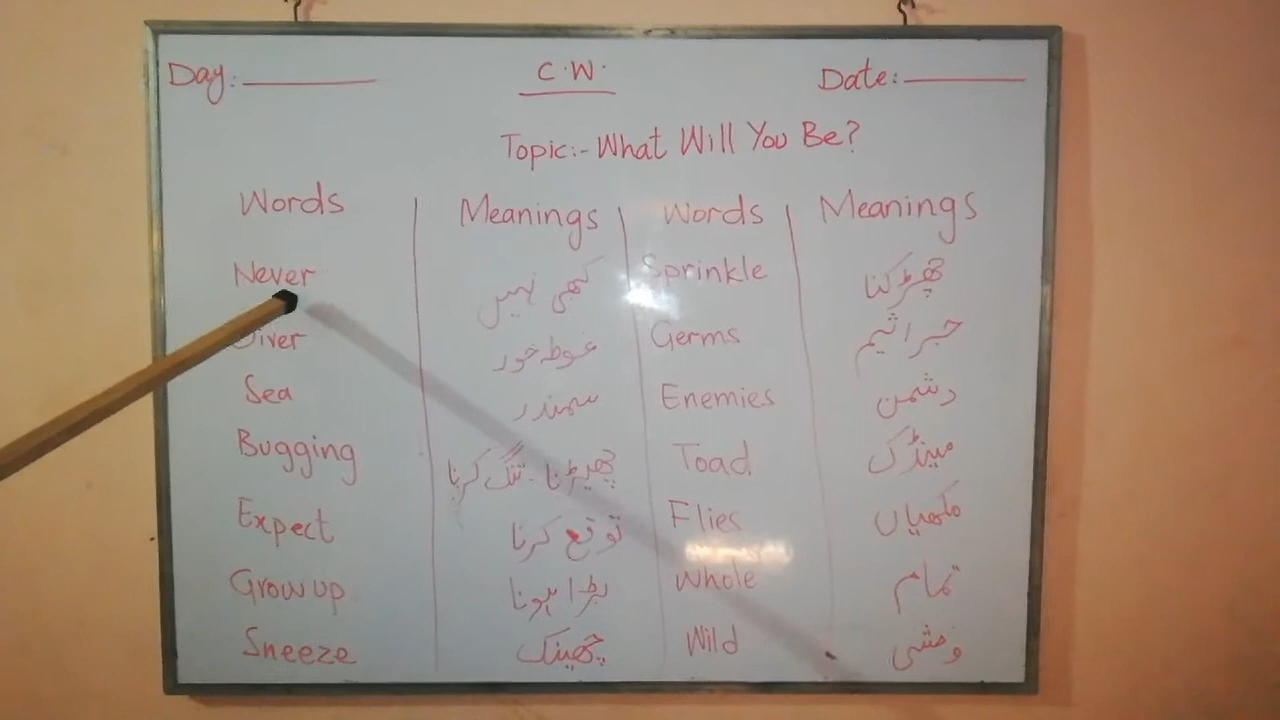 Day: C.W. Date:
Topic:- What Will You Be?
Words Meanings Words Meanings
Never کبھی نہیں Sprinkle چھڑکنا
Diver غوطہ خور Germs جراثیم
Sea سمندر Enemies دشمن
Bugging چھیڑنا - تنگ کرنا Toad مینڈک
Expect توقع کرنا Flies مکھیاں
Grow up بڑا ہونا Whole تمام
Sneeze چھینک Wild وحشی